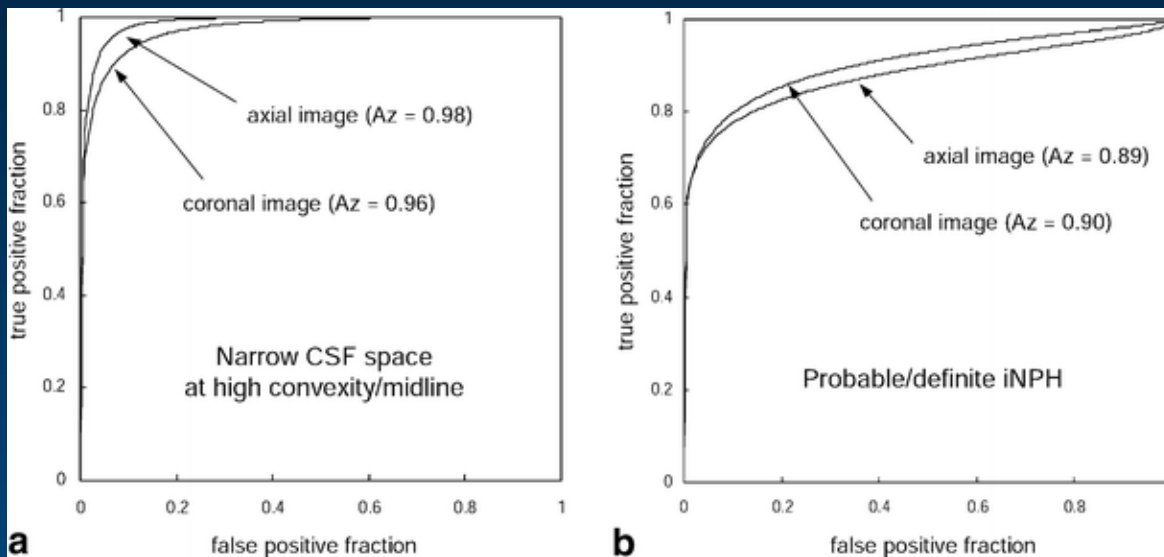 1
0.8
0.6
0.4
0.2
0
true positive fraction
axial image (Az = 0.98)
coronal image (Az = 0.96)
Narrow CSF space
at high convexity/midline
0 0.2 0.4 0.6 0.8 1
false positive fraction
a
1
0.8
0.6
0.4
0.2
0
true positive fraction
axial image (Az = 0.89)
coronal image (Az = 0.90)
Probable/definite iNPH
0 0.2 0.4 0.6 0.8
false positive fraction
b